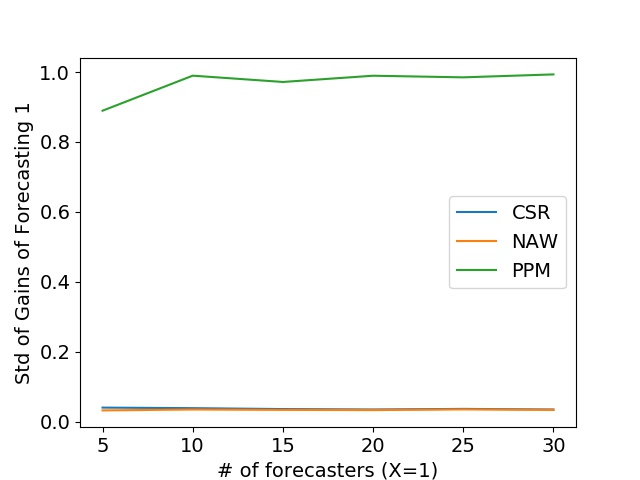 Std of Gains of Forecasting 1
1.0
0.8
0.6
0.4
0.2
0.0
CSR
NAW
PPM
5 10 15 20 25 30
# of forecasters (X=1)